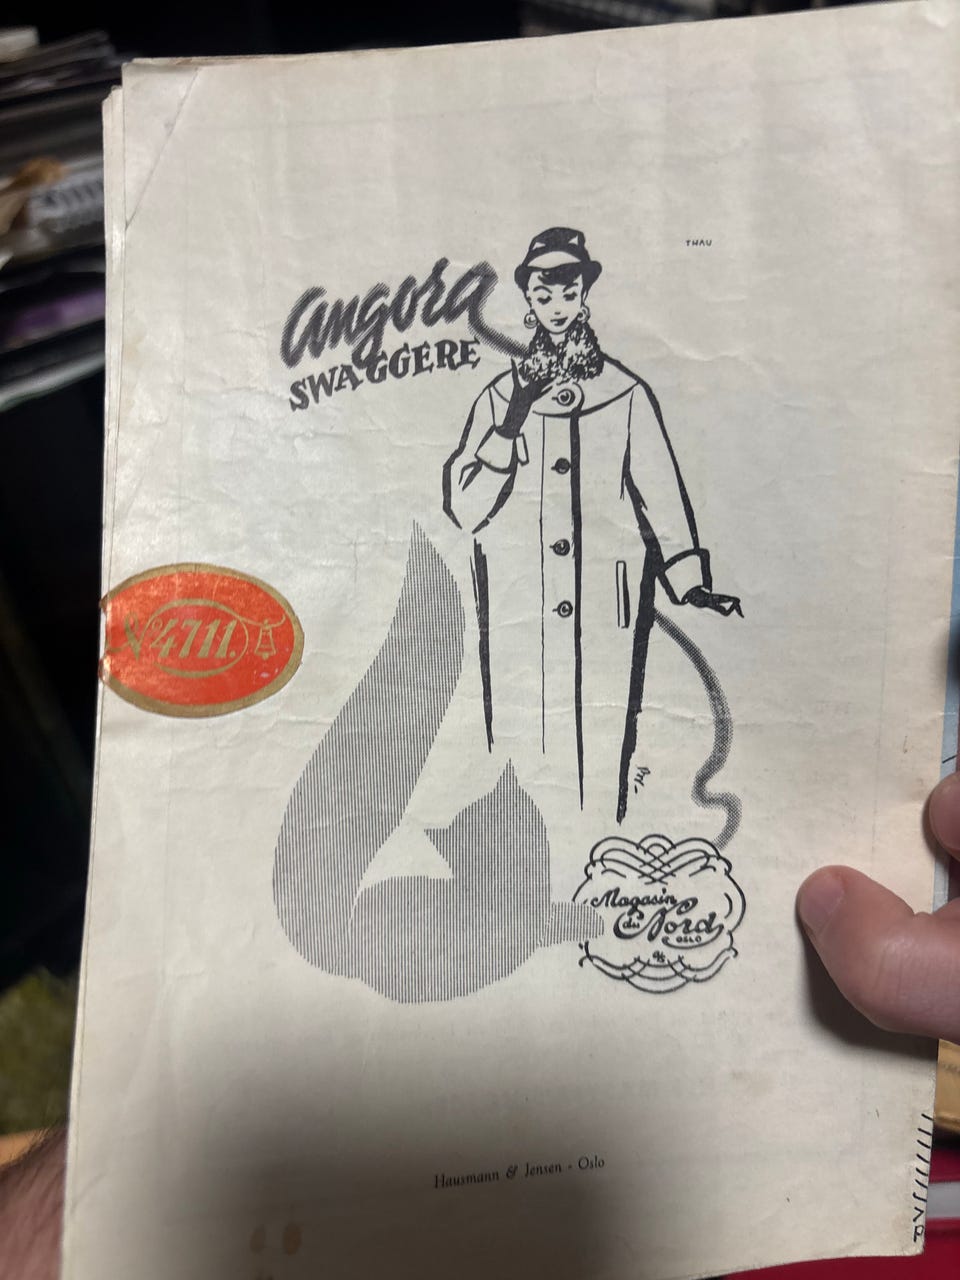 THAU
angora
SWAGGERE
No 4711.
Magasin
du Nord
OSLO
A/S
Hausmann & Jensen - Oslo